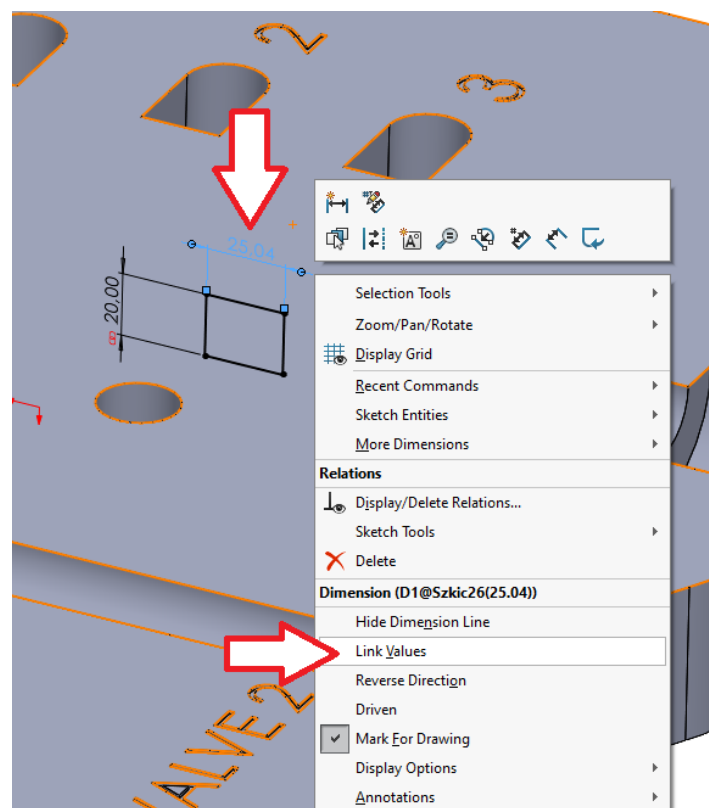 2
3
25,04
20,00
Selection Tools
Zoom/Pan/Rotate
Display Grid
Recent Commands
Sketch Entities
More Dimensions
Relations
Display/Delete Relations...
Sketch Tools
Delete
Dimension (D1@Szkic26(25.04))
Hide Dimension Line
Link Values
Reverse Direction
Driven
Mark For Drawing
Display Options
Annotations
VALVE 2